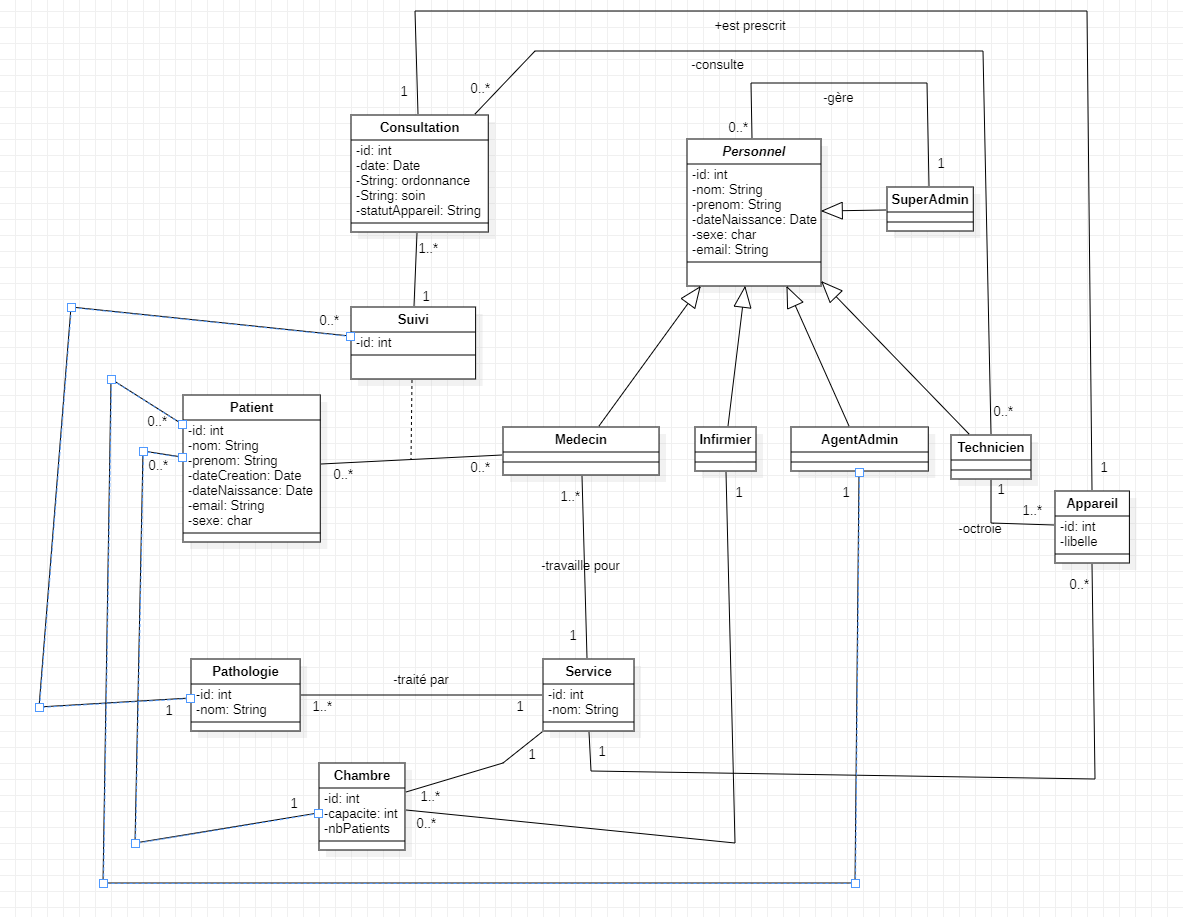 +est prescrit
-consulte
1
0..*
-gère
0..*
1
Consultation
-id: int
-date: Date
-String: ordonnance
-String: soin
-statutAppareil: String
Personnel
-id: int
-nom: String
-prenom: String
-dateNaissance: Date
-sexe: char
-email: String
SuperAdmin
1..*
1
0..*
Suivi
-id: int
0..*
0..*
Patient
-id: int
-nom: String
-prenom: String
-dateCreation: Date
-dateNaissance: Date
-email: String
-sexe: char
0..*
0..*
Medecin
Infirmier
AgentAdmin
0..*
Technicien
1
1..*
1
1
1
1..*
-octroie
Appareil
-id: int
-libelle
0..*
-travaille pour
1
Pathologie
-id: int
-nom: String
1
-traité par
1..*
1
Service
-id: int
-nom: String
1
1
Chambre
-id: int
-capacite: int
-nbPatients
1
1..*
0..*